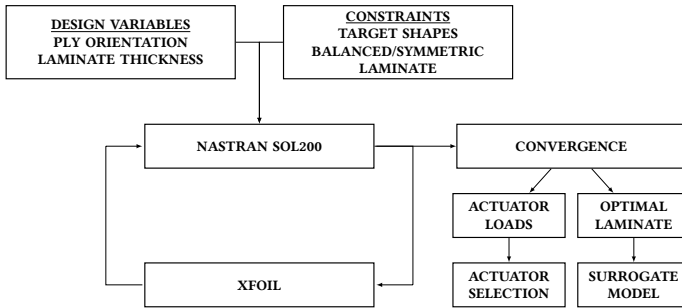 DESIGN VARIABLES
PLY ORIENTATION
LAMINATE THICKNESS
CONSTRAINTS
TARGET SHAPES
BALANCED/SYMMETRIC
LAMINATE
NASTRAN SOL200
CONVERGENCE
ACTUATOR
LOADS
OPTIMAL
LAMINATE
XFOIL
ACTUATOR
SELECTION
SURROGATE
MODEL